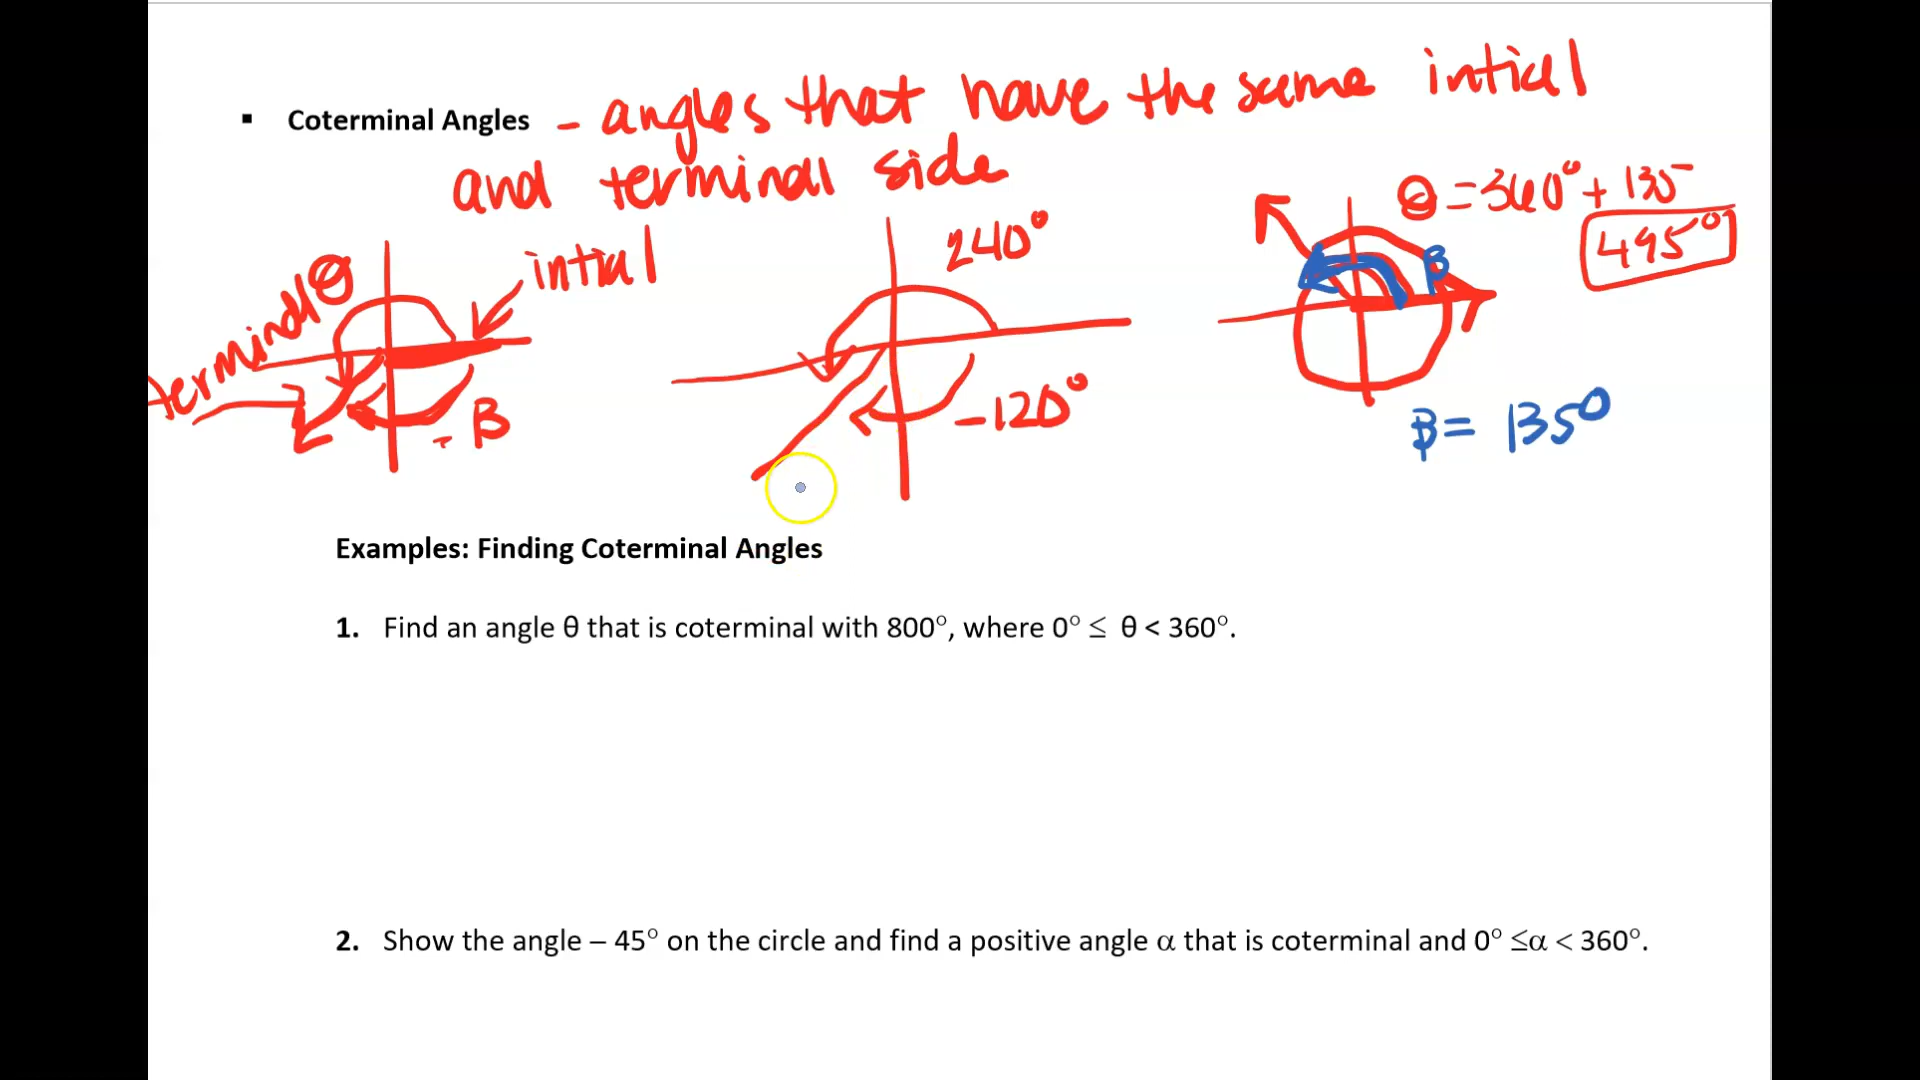 ▪ Coterminal Angles - angles that have the same intial
and terminal side
θ = 360° + 135
495°
240°
intial
θ
terminal
β
-120°
- β
β = 135°
Examples: Finding Coterminal Angles
1. Find an angle θ that is coterminal with 800°, where 0° ≤ θ < 360°.
2. Show the angle – 45° on the circle and find a positive angle α that is coterminal and 0° ≤α < 360°.